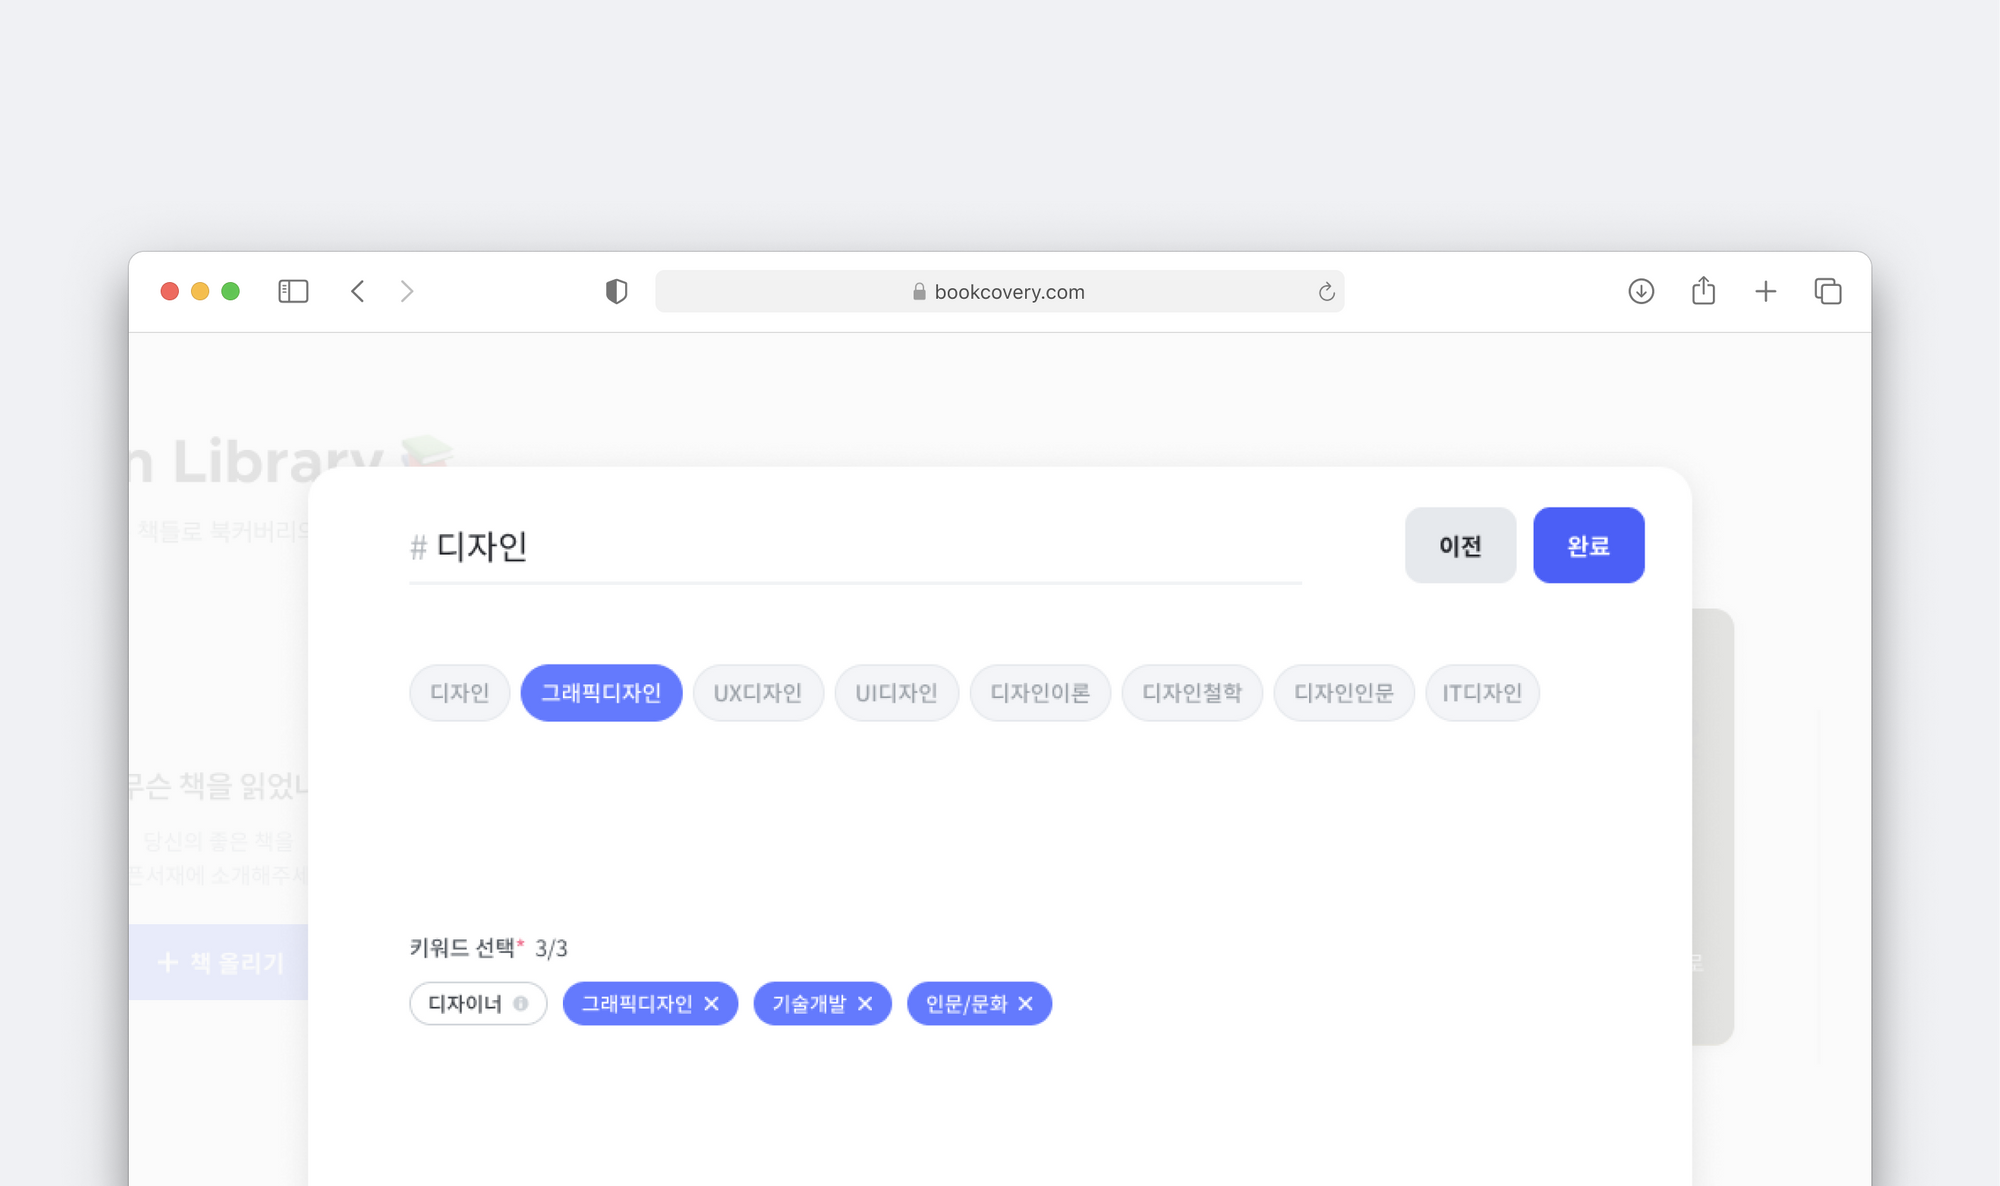 bookcovery.com
n Library
책들로 북커버리의
# 디자인
이전
완료
디자인
그래픽디자인
UX디자인
UI디자인
디자인이론
디자인철학
디자인인문
IT디자인
무슨 책을 읽었나
당신의 좋은 책을
픈서재에 소개해주세
+ 책 올리기
로
키워드 선택* 3/3
디자이너
그래픽디자인 ×
기술개발 ×
인문/문화 ×